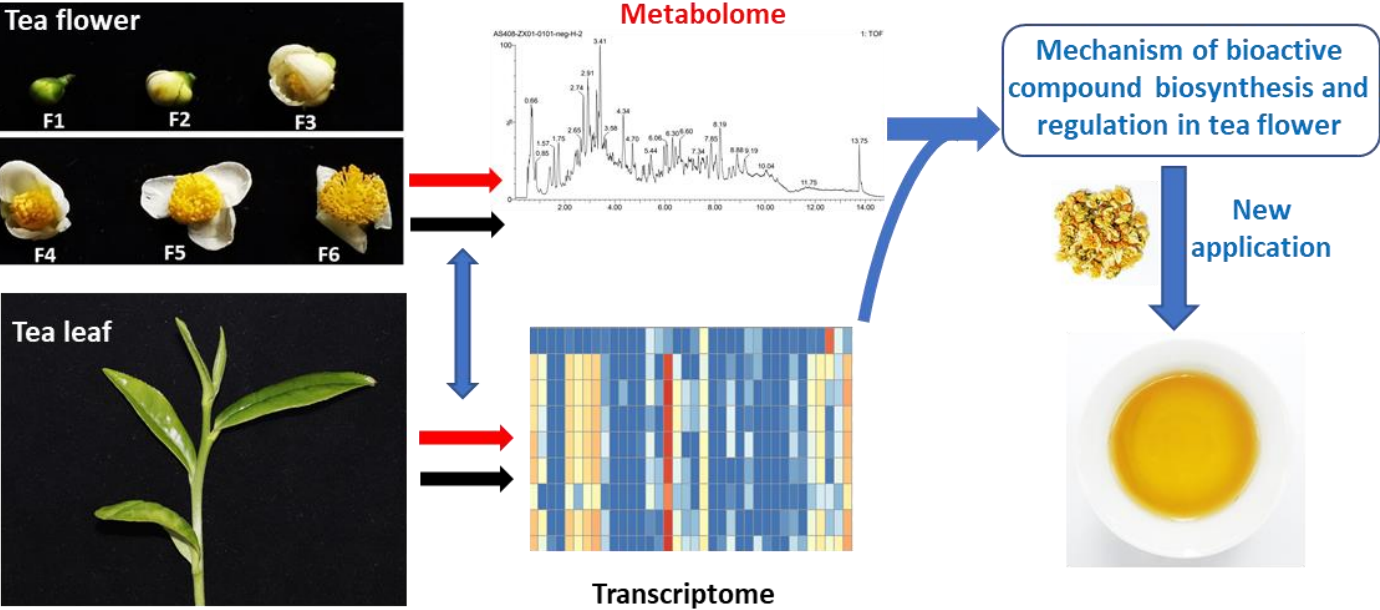 Tea flower
F1
F2
F3
F4
F5
F6
Tea leaf
Metabolome
AS408-ZX01-0101-neg-H-2
1: TOF
100
%
0
0.66
0.85
1.57
1.75
2.65
2.74
2.91
3.41
3.58
4.34
4.70
5.44
6.06
6.30
6.60
7.34
7.85
8.19
8.88
9.19
10.04
11.75
13.75
2.00
4.00
6.00
8.00
10.00
12.00
14.00
Transcriptome
Mechanism of bioactive
compound biosynthesis and
regulation in tea flower
New
application